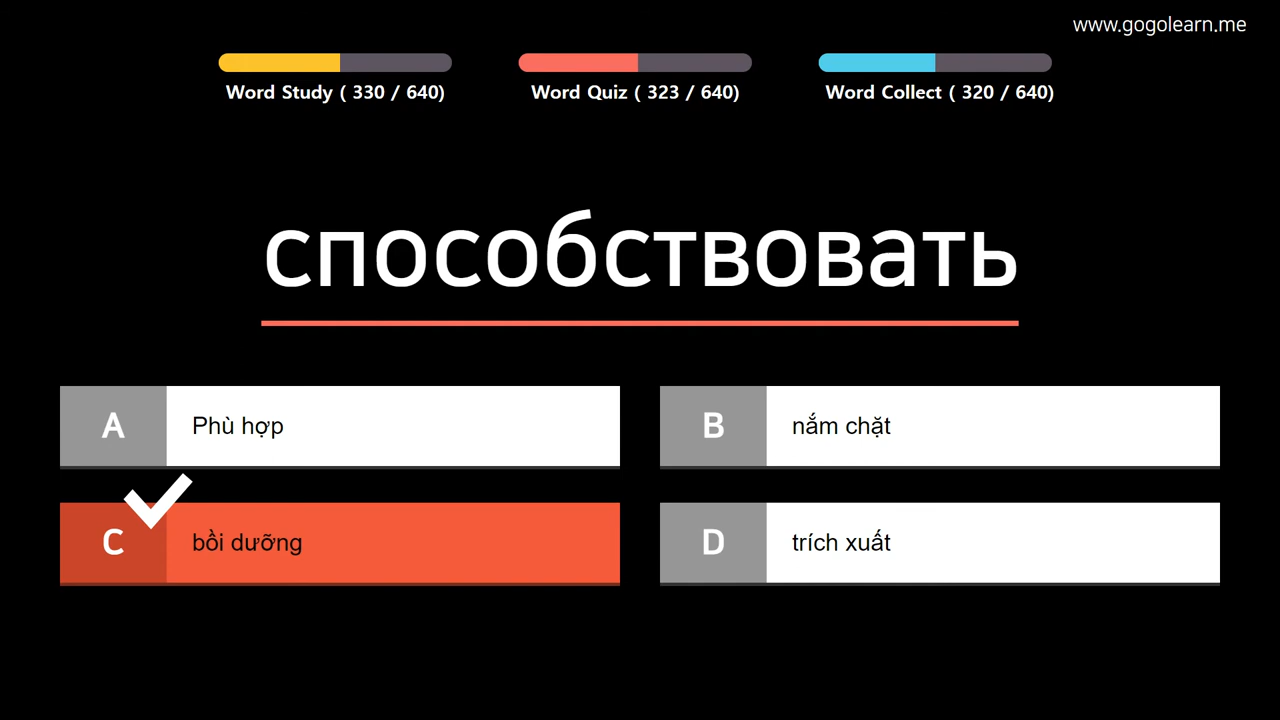 www.gogolearn.me
Word Study ( 330 / 640)
Word Quiz ( 323 / 640)
Word Collect ( 320 / 640)
способствовать
A
Phù hợp
B
nắm chặt
C
bồi dưỡng
D
trích xuất